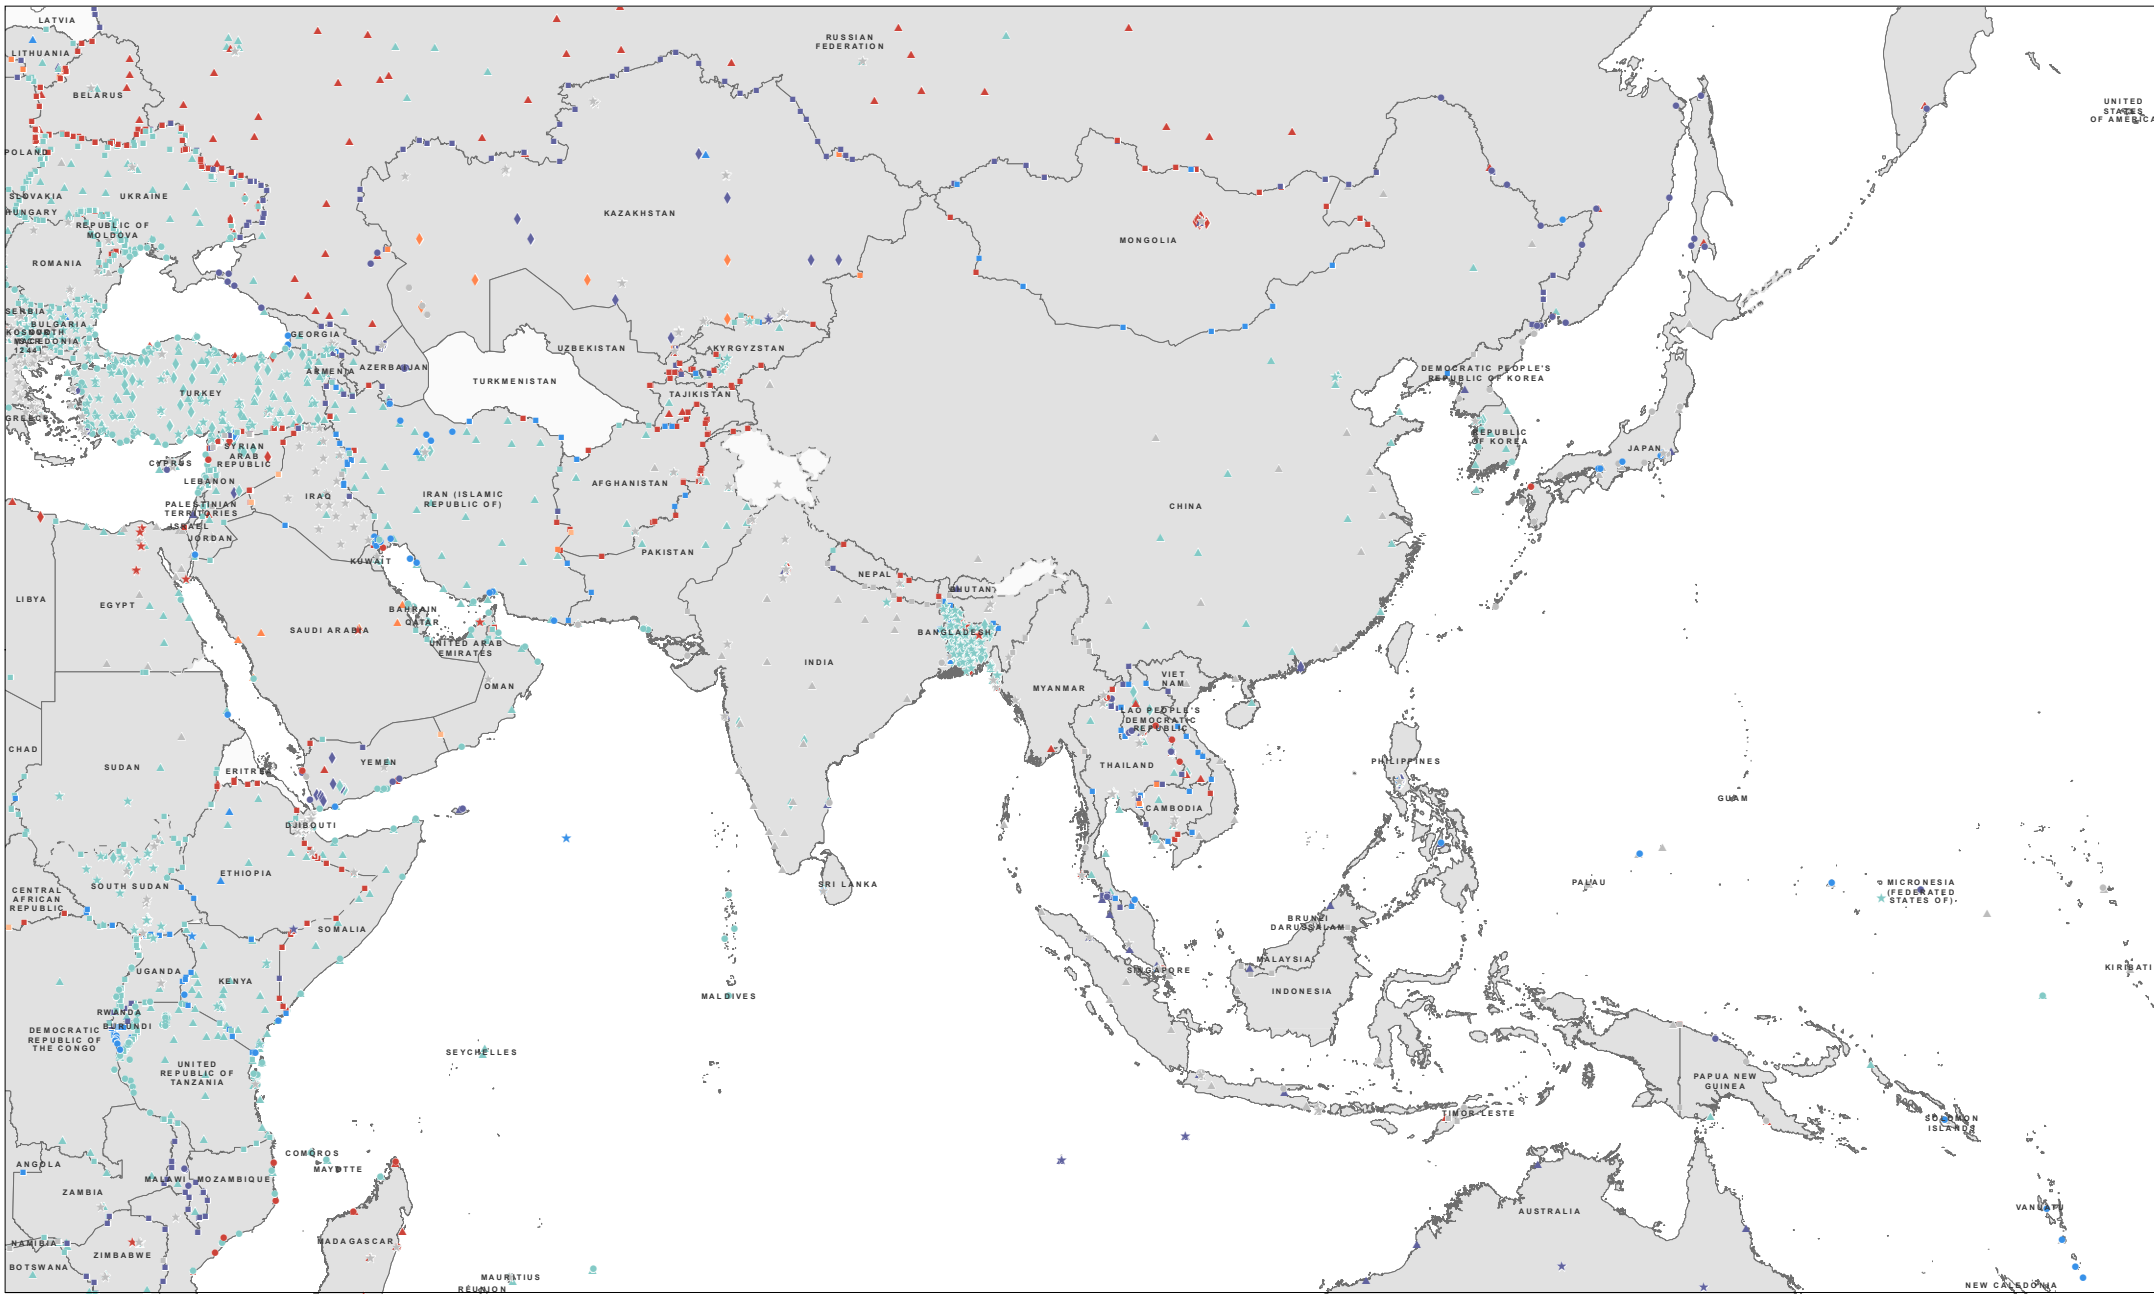 LATVIA
LITHUANIA
BELARUS
RUSSIAN
FEDERATION
UNITED
STATES
OF AMERICA
POLAND
SLOVAKIA
HUNGARY
UKRAINE
REPUBLIC OF
MOLDOVA
ROMANIA
KAZAKHSTAN
MONGOLIA
SERBIA
BULGARIA
MACEDONIA
1244)
GEORGIA
ARMENIA
AZERBAIJAN
UZBEKISTAN
KYRGYZSTAN
TURKMENISTAN
TAJIKISTAN
TURKEY
GREECE
DEMOCRATIC PEOPLE'S
REPUBLIC OF KOREA
REPUBLIC
OF KOREA
JAPAN
CYPRUS
SYRIAN
ARAB
REPUBLIC
LEBANON
PALESTINIAN
TERRITORIES
ISRAEL
JORDAN
IRAQ
IRAN (ISLAMIC
REPUBLIC OF)
AFGHANISTAN
PAKISTAN
CHINA
KUWAIT
NEPAL
BHUTAN
LIBYA
EGYPT
SAUDI ARABIA
BAHRAIN
QATAR
UNITED ARAB
EMIRATES
OMAN
BANGLADESH
INDIA
MYANMAR
VIET
NAM
LAO PEOPLE'S
DEMOCRATIC
REPUBLIC
CHAD
SUDAN
ERITREA
YEMEN
THAILAND
PHILIPPINES
GUAM
CAMBODIA
DJIBOUTI
ETHIOPIA
SOUTH SUDAN
CENTRAL
AFRICAN
REPUBLIC
SRI LANKA
PALAU
MICRONESIA
(FEDERATED
STATES OF)
SOMALIA
BRUNEI
DARUSSALAM
MALAYSIA
SINGAPORE
INDONESIA
KIRIBATI
UGANDA
KENYA
MALDIVES
RWANDA
BURUNDI
DEMOCRATIC
REPUBLIC OF
THE CONGO
UNITED
REPUBLIC OF
TANZANIA
SEYCHELLES
PAPUA NEW
GUINEA
TIMOR-LESTE
SOLOMON
ISLANDS
COMOROS
MAYOTTE
ANGOLA
ZAMBIA
MALAWI
MOZAMBIQUE
VANUATU
AUSTRALIA
NAMIBIA
ZIMBABWE
MADAGASCAR
BOTSWANA
MAURITIUS
RÉUNION
NEW CALEDONIA